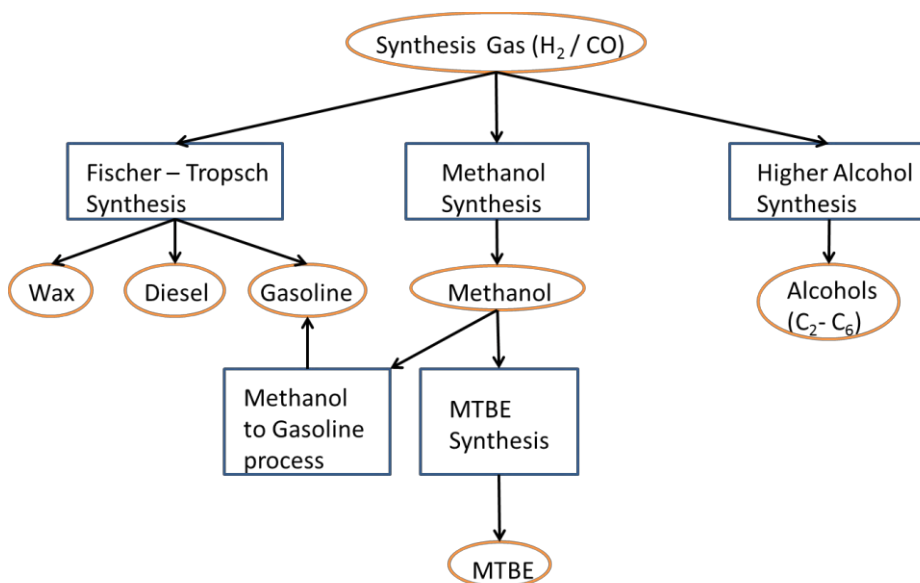 Synthesis Gas (H₂ / CO)
Fischer – Tropsch
Synthesis
Methanol
Synthesis
Higher Alcohol
Synthesis
Wax
Diesel
Gasoline
Methanol
Alcohols
(C₂- C₆)
Methanol
to Gasoline
process
MTBE
Synthesis
MTBE